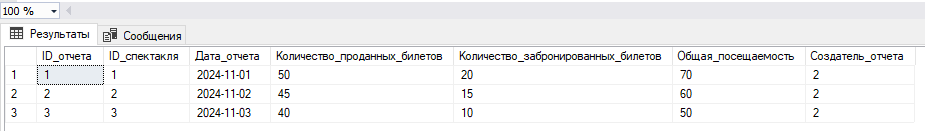 100 %
Результаты Сообщения
ID_отчета ID_спектакля Дата_отчета Количество_проданных_билетов Количество_забронированных_билетов Общая_посещаемость Создатель_отчета
1 1 1 2024-11-01 50 20 70 2
2 2 2 2024-11-02 45 15 60 2
3 3 3 2024-11-03 40 10 50 2